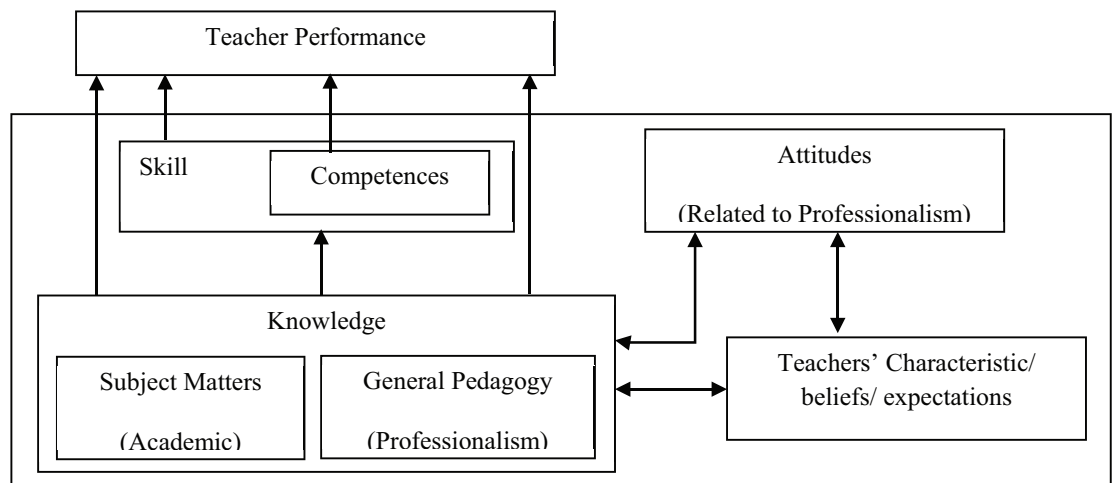 Teacher Performance
Skill
Competences
Attitudes
(Related to Professionalism)
Knowledge
Subject Matters
(Academic)
General Pedagogy
(Professionalism)
Teachers’ Characteristic/
beliefs/ expectations